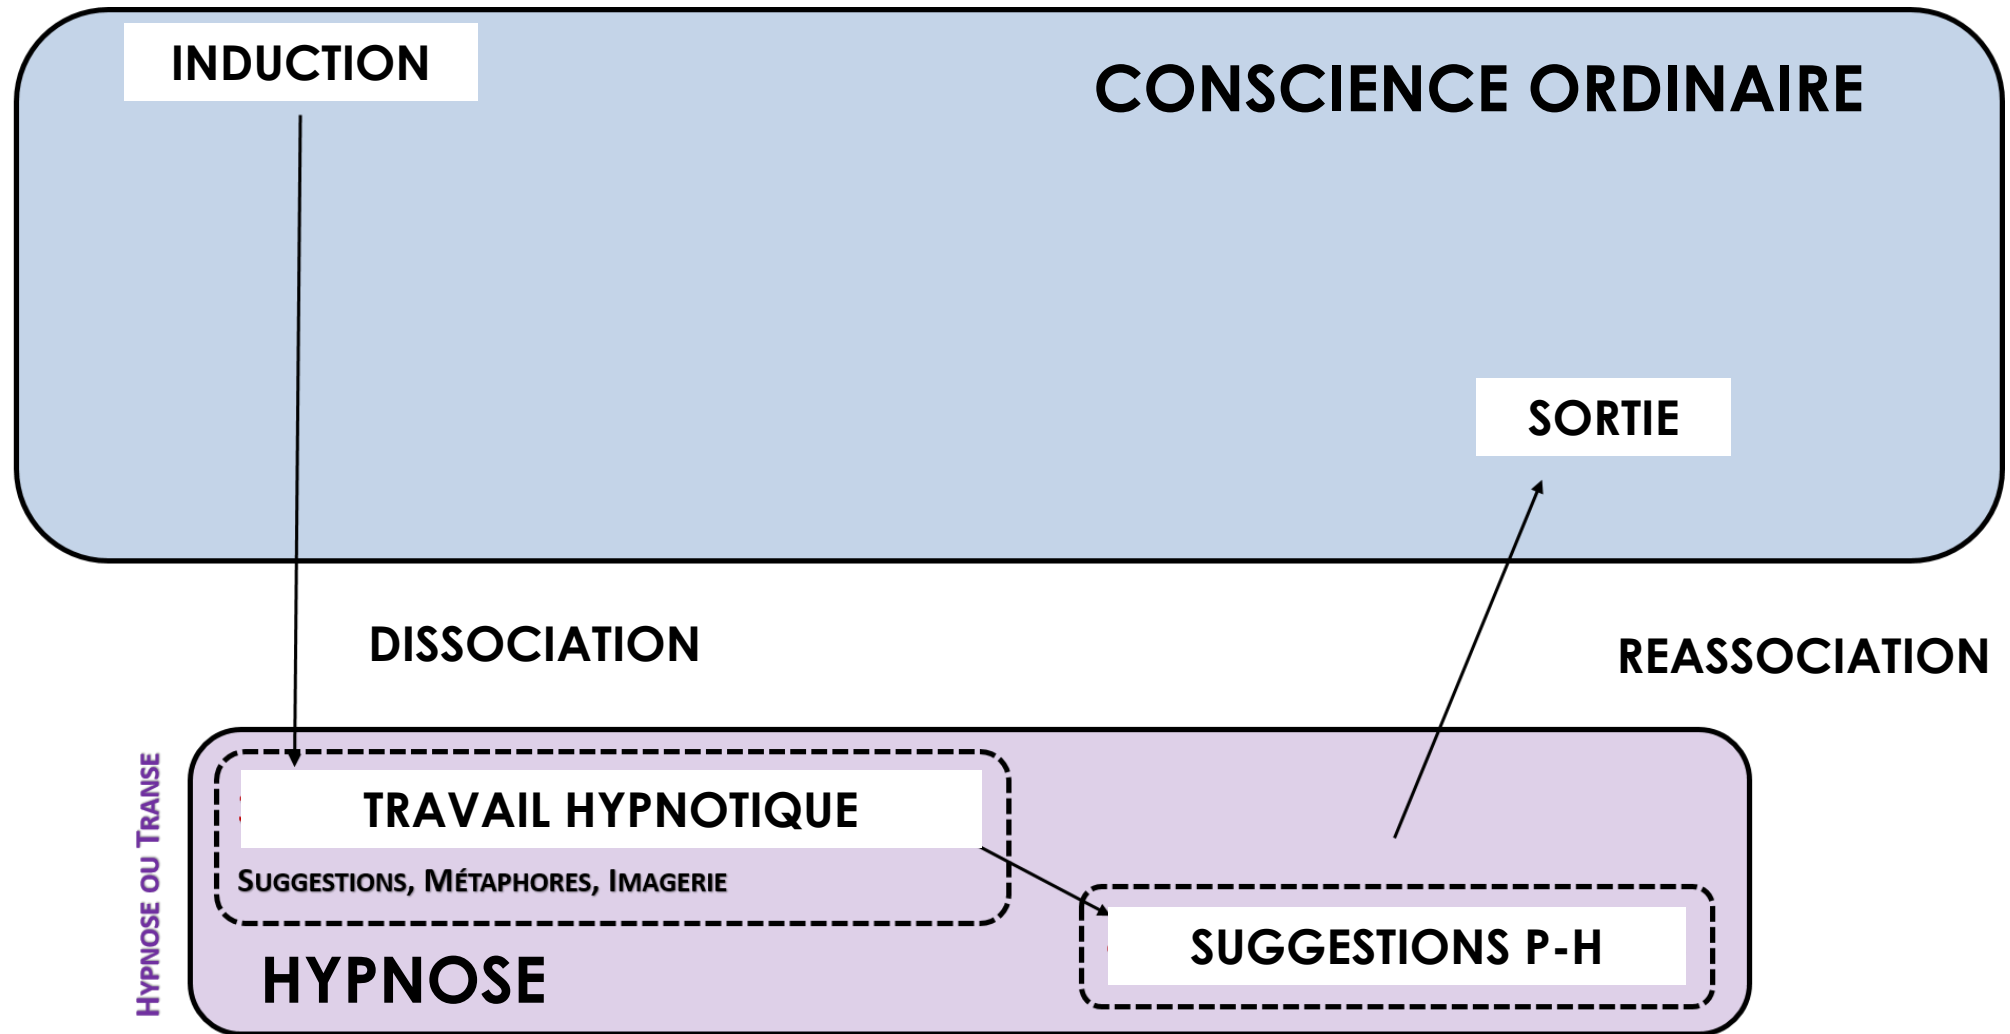 INDUCTION
CONSCIENCE ORDINAIRE
SORTIE
DISSOCIATION
REASSOCIATION
HYPNOSE OU TRANSE
TRAVAIL HYPNOTIQUE
SUGGESTIONS, MÉTAPHORES, IMAGERIE
SUGGESTIONS P-H
HYPNOSE